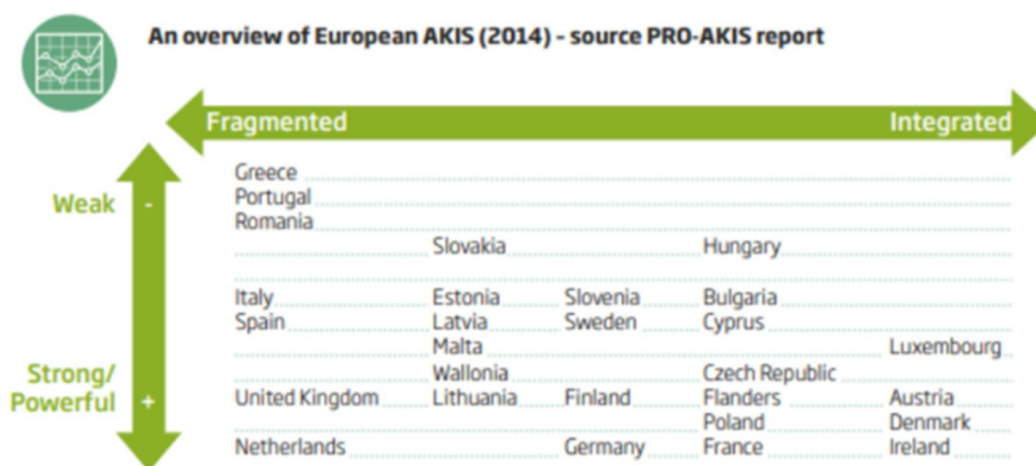 An overview of European AKIS (2014) - source PRO-AKIS report
Fragmented Integrated
Greece
Weak - Portugal
Romania
Slovakia Hungary
Italy Estonia Slovenia Bulgaria
Spain Latvia Sweden Cyprus
Malta Luxembourg
Strong/ Wallonia Czech Republic
Powerful + United Kingdom Lithuania Finland Flanders Austria
Poland Denmark
Netherlands Germany France Ireland